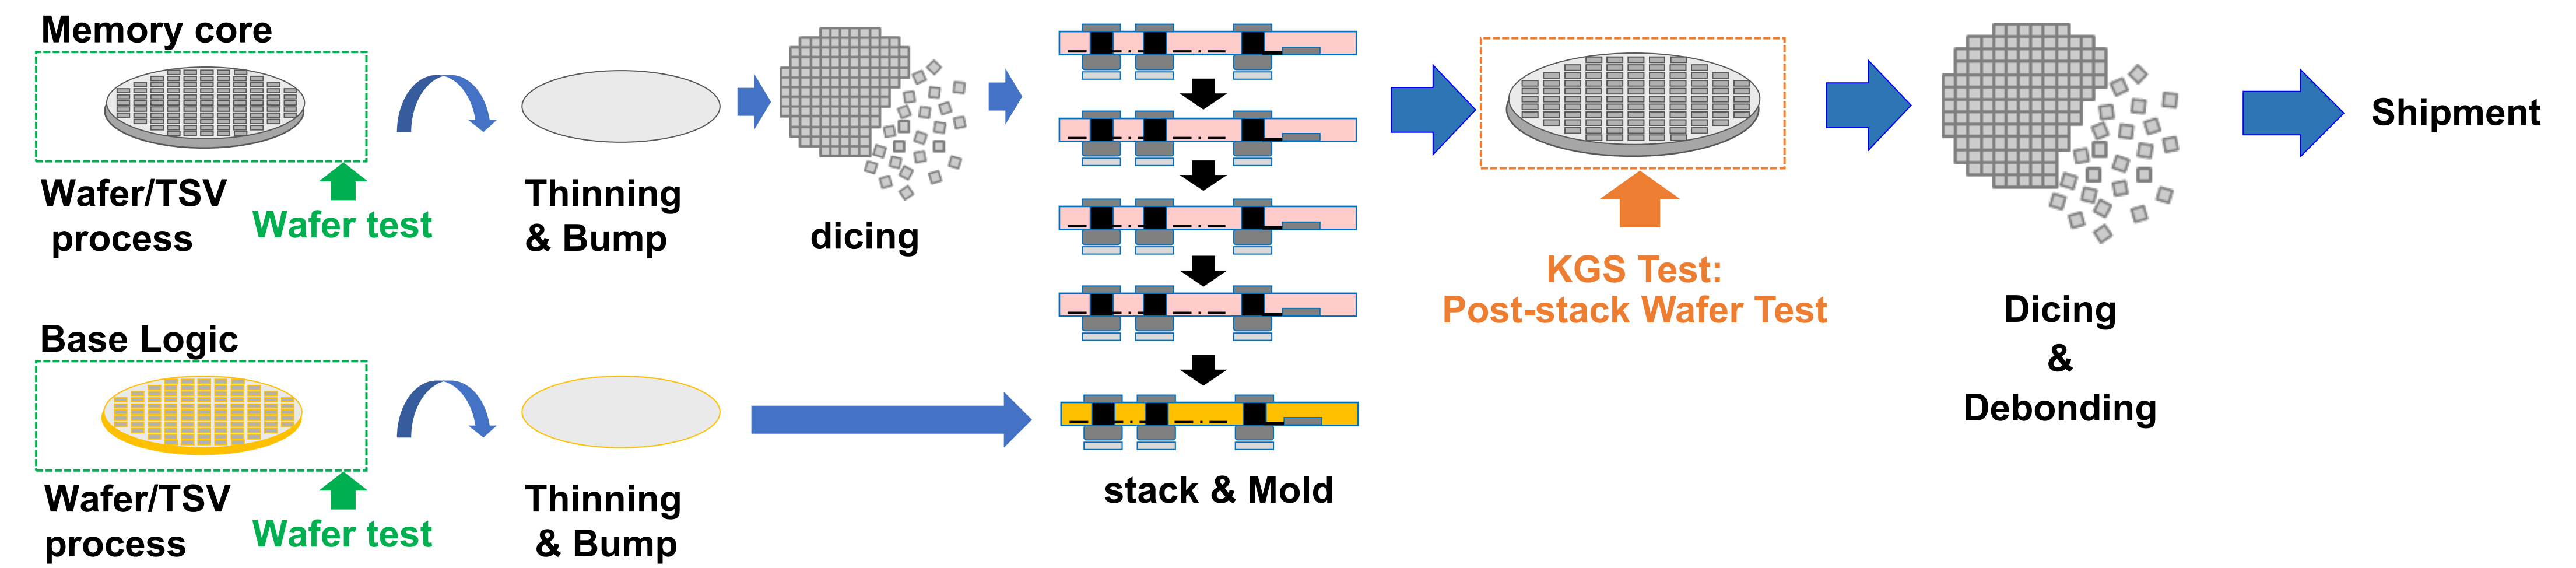 Memory core
Wafer/TSV
process
Wafer test
Thinning
& Bump
dicing
KGS Test:
Post-stack Wafer Test
Dicing
&
Debonding
Shipment
Base Logic
Wafer/TSV
process
Wafer test
Thinning
& Bump
stack & Mold